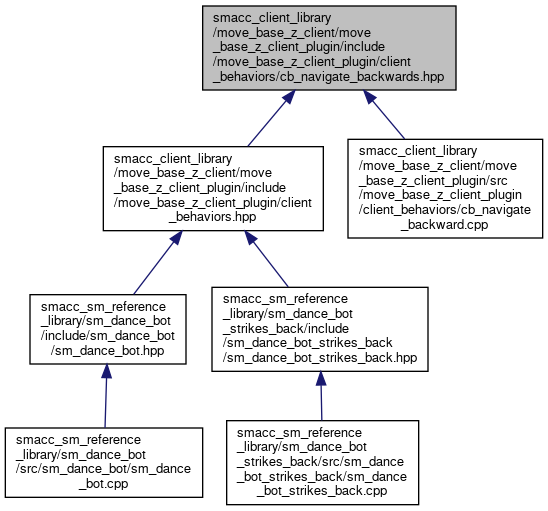 smacc_client_library
/move_base_z_client/move
_base_z_client_plugin/include
/move_base_z_client_plugin/client
_behaviors/cb_navigate_backwards.hpp
smacc_client_library
/move_base_z_client/move
_base_z_client_plugin/include
/move_base_z_client_plugin/client
_behaviors.hpp
smacc_client_library
/move_base_z_client/move
_base_z_client_plugin/src
/move_base_z_client_plugin
/client_behaviors/cb_navigate
_backward.cpp
smacc_sm_reference
_library/sm_dance_bot
/include/sm_dance_bot
/sm_dance_bot.hpp
smacc_sm_reference
_library/sm_dance_bot
_strikes_back/include
/sm_dance_bot_strikes_back
/sm_dance_bot_strikes_back.hpp
smacc_sm_reference
_library/sm_dance_bot
/src/sm_dance_bot/sm_dance
_bot.cpp
smacc_sm_reference
_library/sm_dance_bot
_strikes_back/src/sm_dance
_bot_strikes_back/sm_dance
_bot_strikes_back.cpp